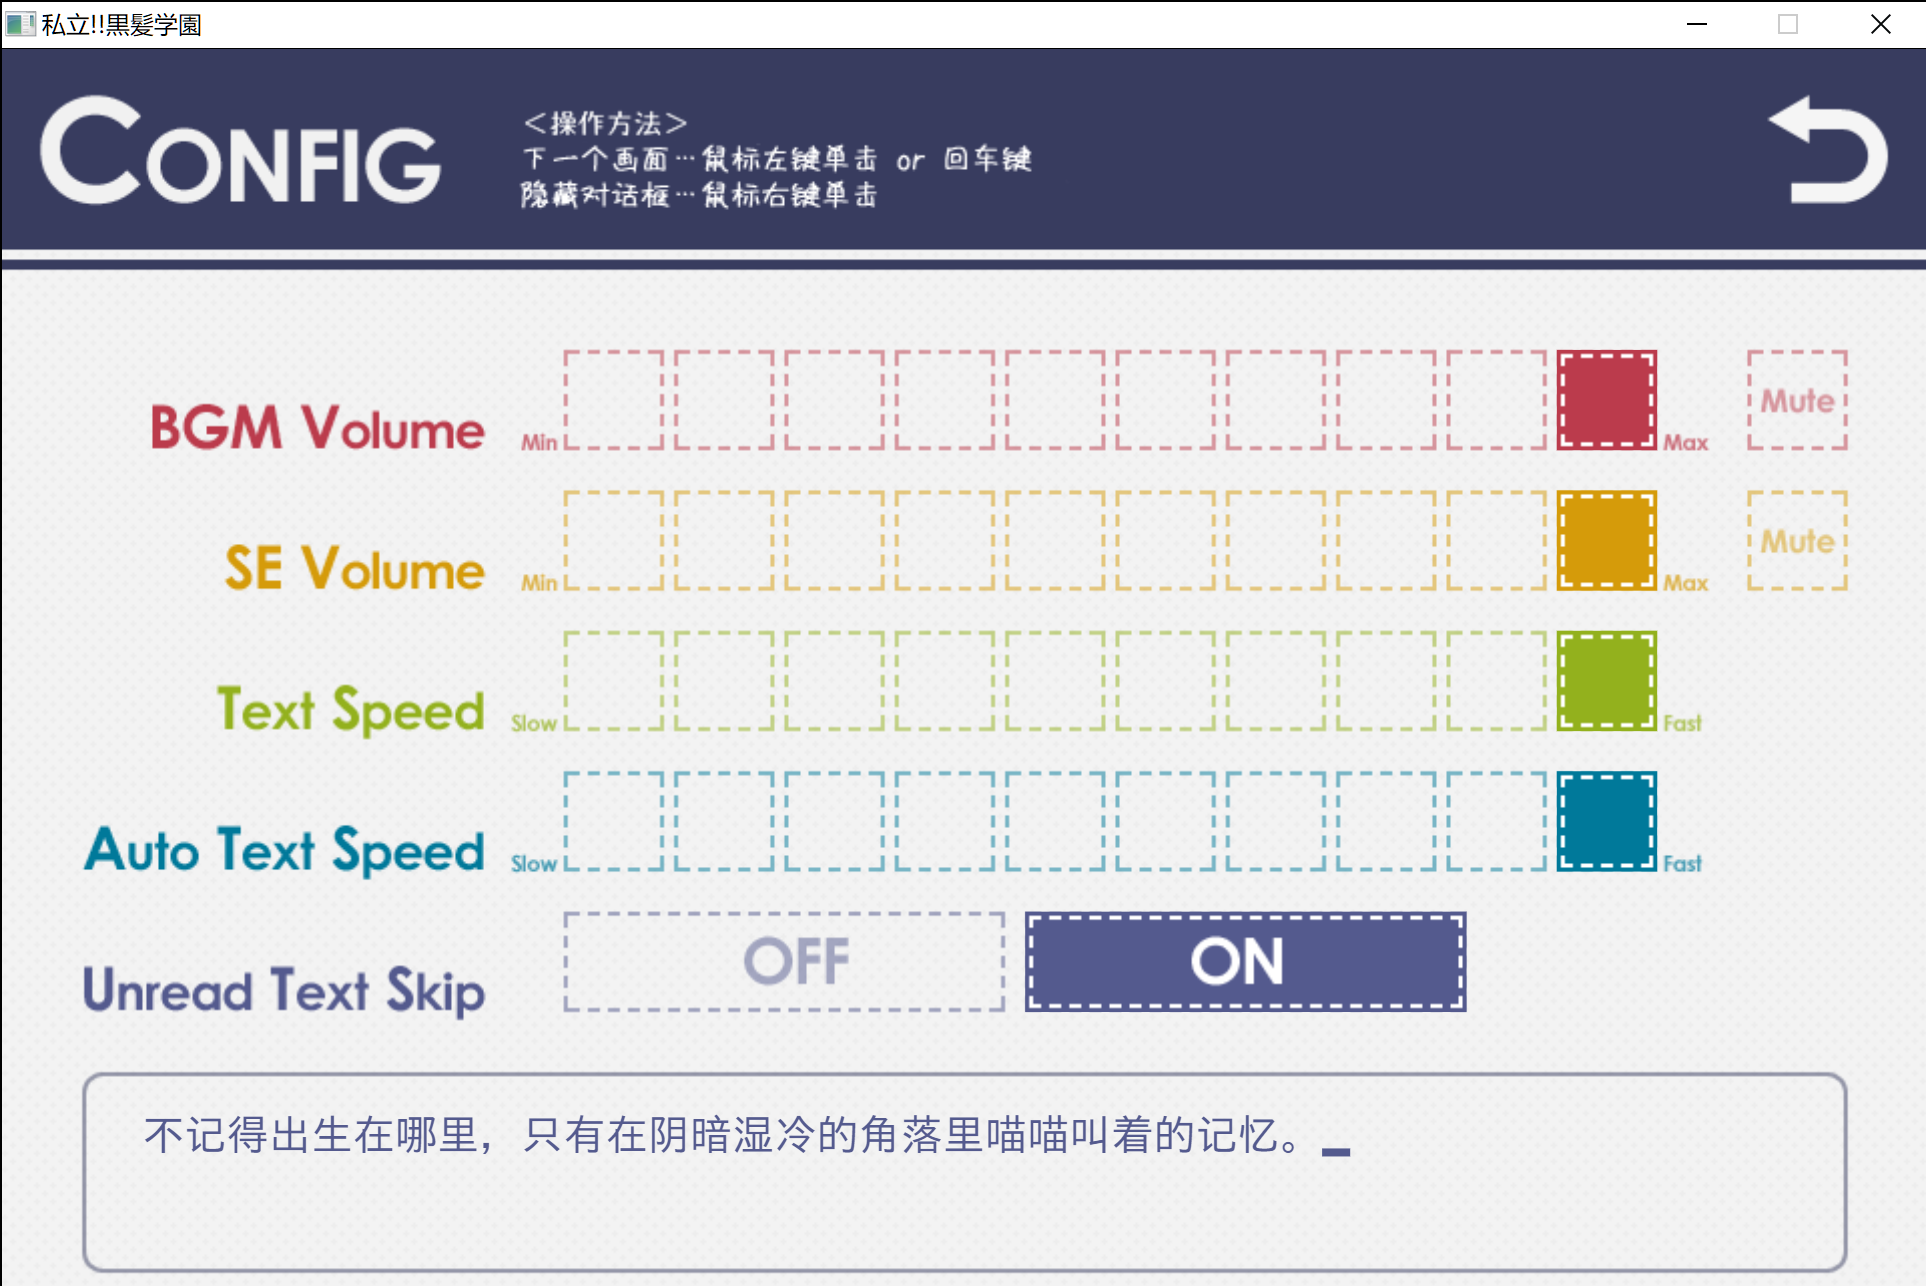 私立!!黒髪学園
CONFIG
＜操作方法＞
下一个画面…鼠标左键单击 or 回车键
隐藏对话框…鼠标右键单击
BGM Volume Min Max Mute
SE Volume Min Max Mute
Text Speed Slow Fast
Auto Text Speed Slow Fast
Unread Text Skip OFF ON
不记得出生在哪里，只有在阴暗湿冷的角落里喵喵叫着的记忆。